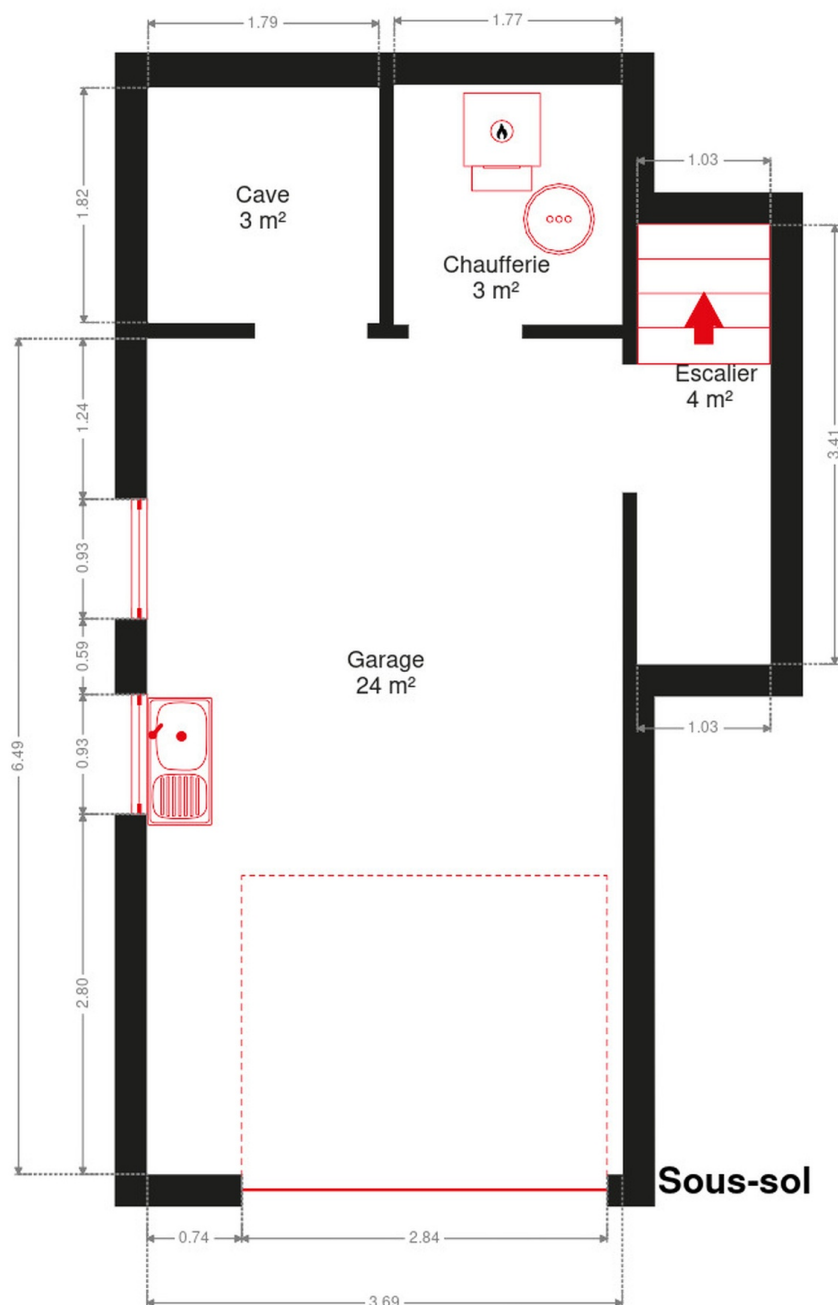 1.79
1.77
1.03
1.82
Cave
3 m²
Chaufferie
3 m²
Escalier
4 m²
3.41
1.24
0.93
0.59
Garage
24 m²
0.93
6.49
1.03
2.80
Sous-sol
0.74
2.84
3.69